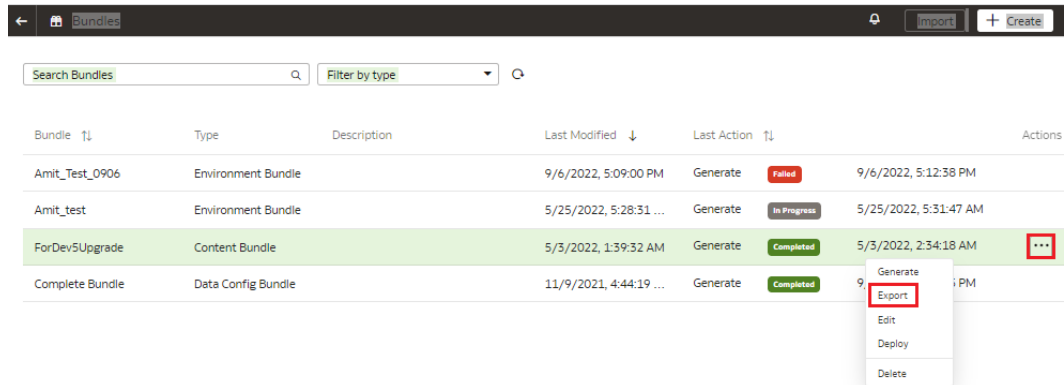 Bundles Import + Create
Search Bundles Filter by type
Bundle Type Description Last Modified Last Action Actions
Amit_Test_0906 Environment Bundle 9/6/2022, 5:09:00 PM Generate Failed 9/6/2022, 5:12:38 PM
Amit_test Environment Bundle 5/25/2022, 5:28:31 ... Generate In Progress 5/25/2022, 5:31:47 AM
ForDev5Upgrade Content Bundle 5/3/2022, 1:39:32 AM Generate Completed 5/3/2022, 2:34:18 AM ...
Complete Bundle Data Config Bundle 11/9/2021, 4:44:19 ... Generate Completed 9 PM
Generate
Export
Edit
Deploy
Delete